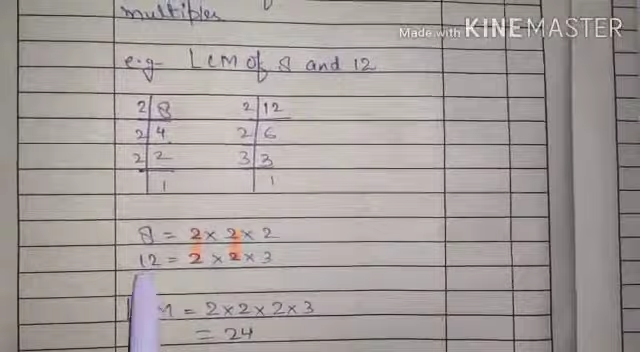 multiples
Made with KINEMASTER
e.g- LCM of 8 and 12
2 8 2 12
2 4 2 6
2 2 3 3
1 1
8 = 2 × 2 × 2
12 = 2 × 2 × 3
= 2 × 2 × 2 × 3
= 24